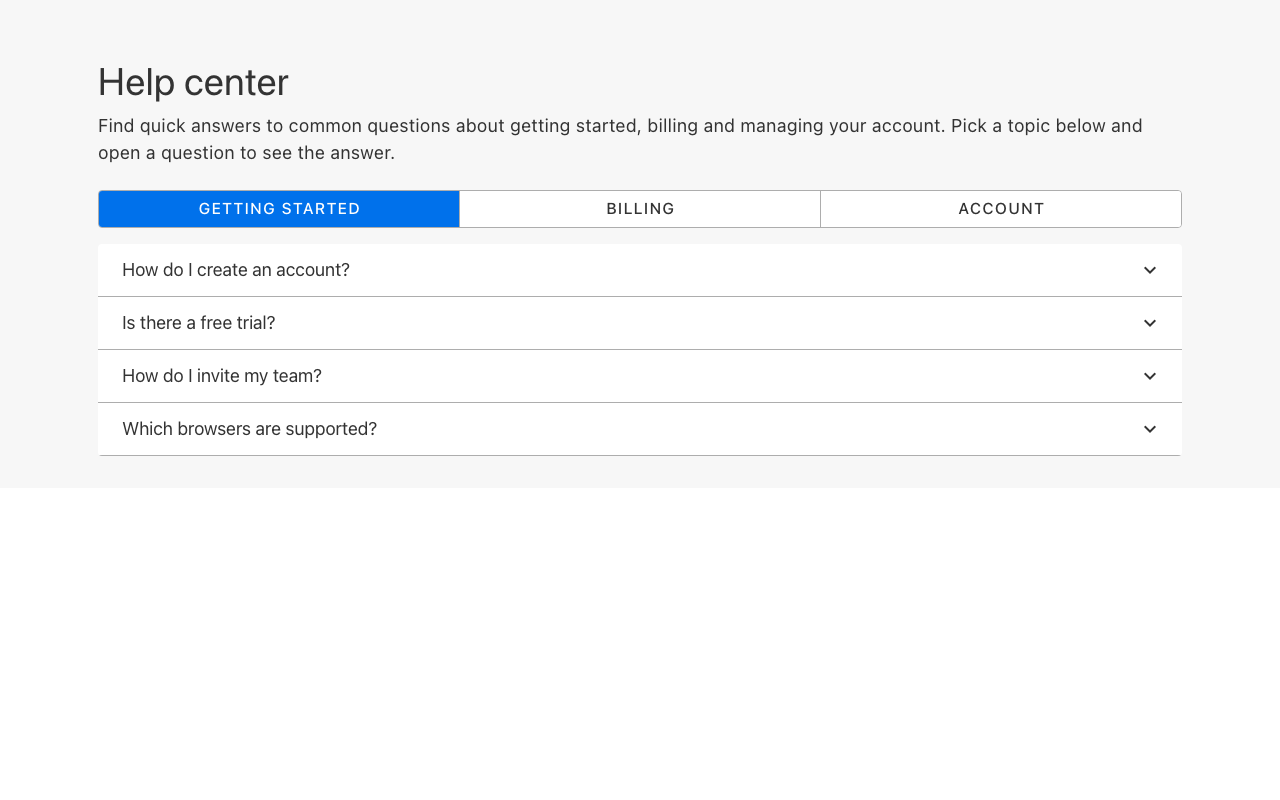 Help center
Find quick answers to common questions about getting started, billing and managing your account. Pick a topic below and
open a question to see the answer.
GETTING STARTED
BILLING
ACCOUNT
How do I create an account?
Is there a free trial?
How do I invite my team?
Which browsers are supported?